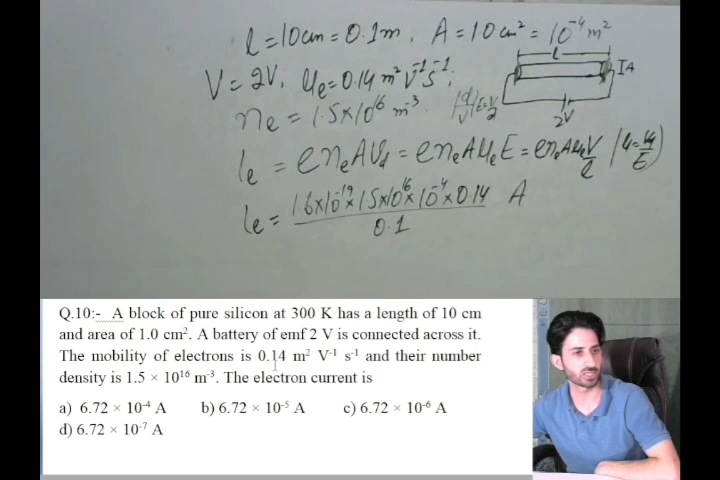 l = 10cm = 0.1m, A = 10cm² = 10⁻⁴ m²
l
V = 2V, μe = 0.14 m² V⁻¹ S⁻¹,
I A
ne = 1.5×10¹⁶ m⁻³
2V
Ie = e ne A Vd = e ne A μe E = e ne A μe V/l
Ie = 1.6×10⁻¹⁹ × 1.5×10¹⁶ × 10⁻⁴ × 0.14 A
0.1
Q.10:- A block of pure silicon at 300 K has a length of 10 cm
and area of 1.0 cm². A battery of emf 2 V is connected across it.
The mobility of electrons is 0.14 m² V⁻¹ s⁻¹ and their number
density is 1.5 × 10¹⁶ m⁻³. The electron current is
a) 6.72 × 10⁻⁴ A b) 6.72 × 10⁻⁵ A c) 6.72 × 10⁻⁶ A
d) 6.72 × 10⁻⁷ A